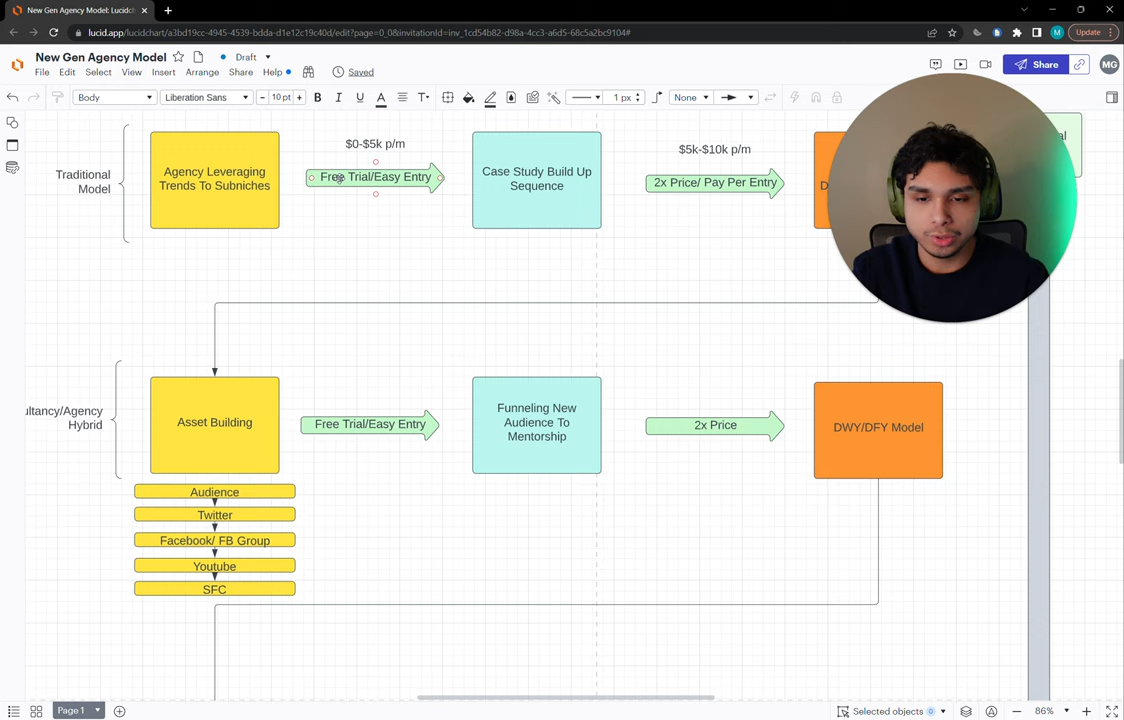 New Gen Agency Model: Lucidch
lucid.app/lucidchart/a3bd19cc-4945-4539-bdda-d1e12c19c40d/edit?page=0_0&invitationId=inv_1cd54b82-d98a-4cc3-a6d5-68c5a2bc9104#
M
Update
New Gen Agency Model
Draft
File Edit Select View Insert Arrange Share Help
Saved
Share
MG
Body
Liberation Sans
10 pt
B I U A T
1 px
None
Traditional
Model
Agency Leveraging
Trends To Subniches
$0-$5k p/m
Free Trial/Easy Entry
Case Study Build Up
Sequence
$5k-$10k p/m
2x Price/ Pay Per Entry
D
al
ultancy/Agency
Hybrid
Asset Building
Free Trial/Easy Entry
Funneling New
Audience To
Mentorship
2x Price
DWY/DFY Model
Audience
Twitter
Facebook/ FB Group
Youtube
SFC
Page 1
Selected objects
0
86%